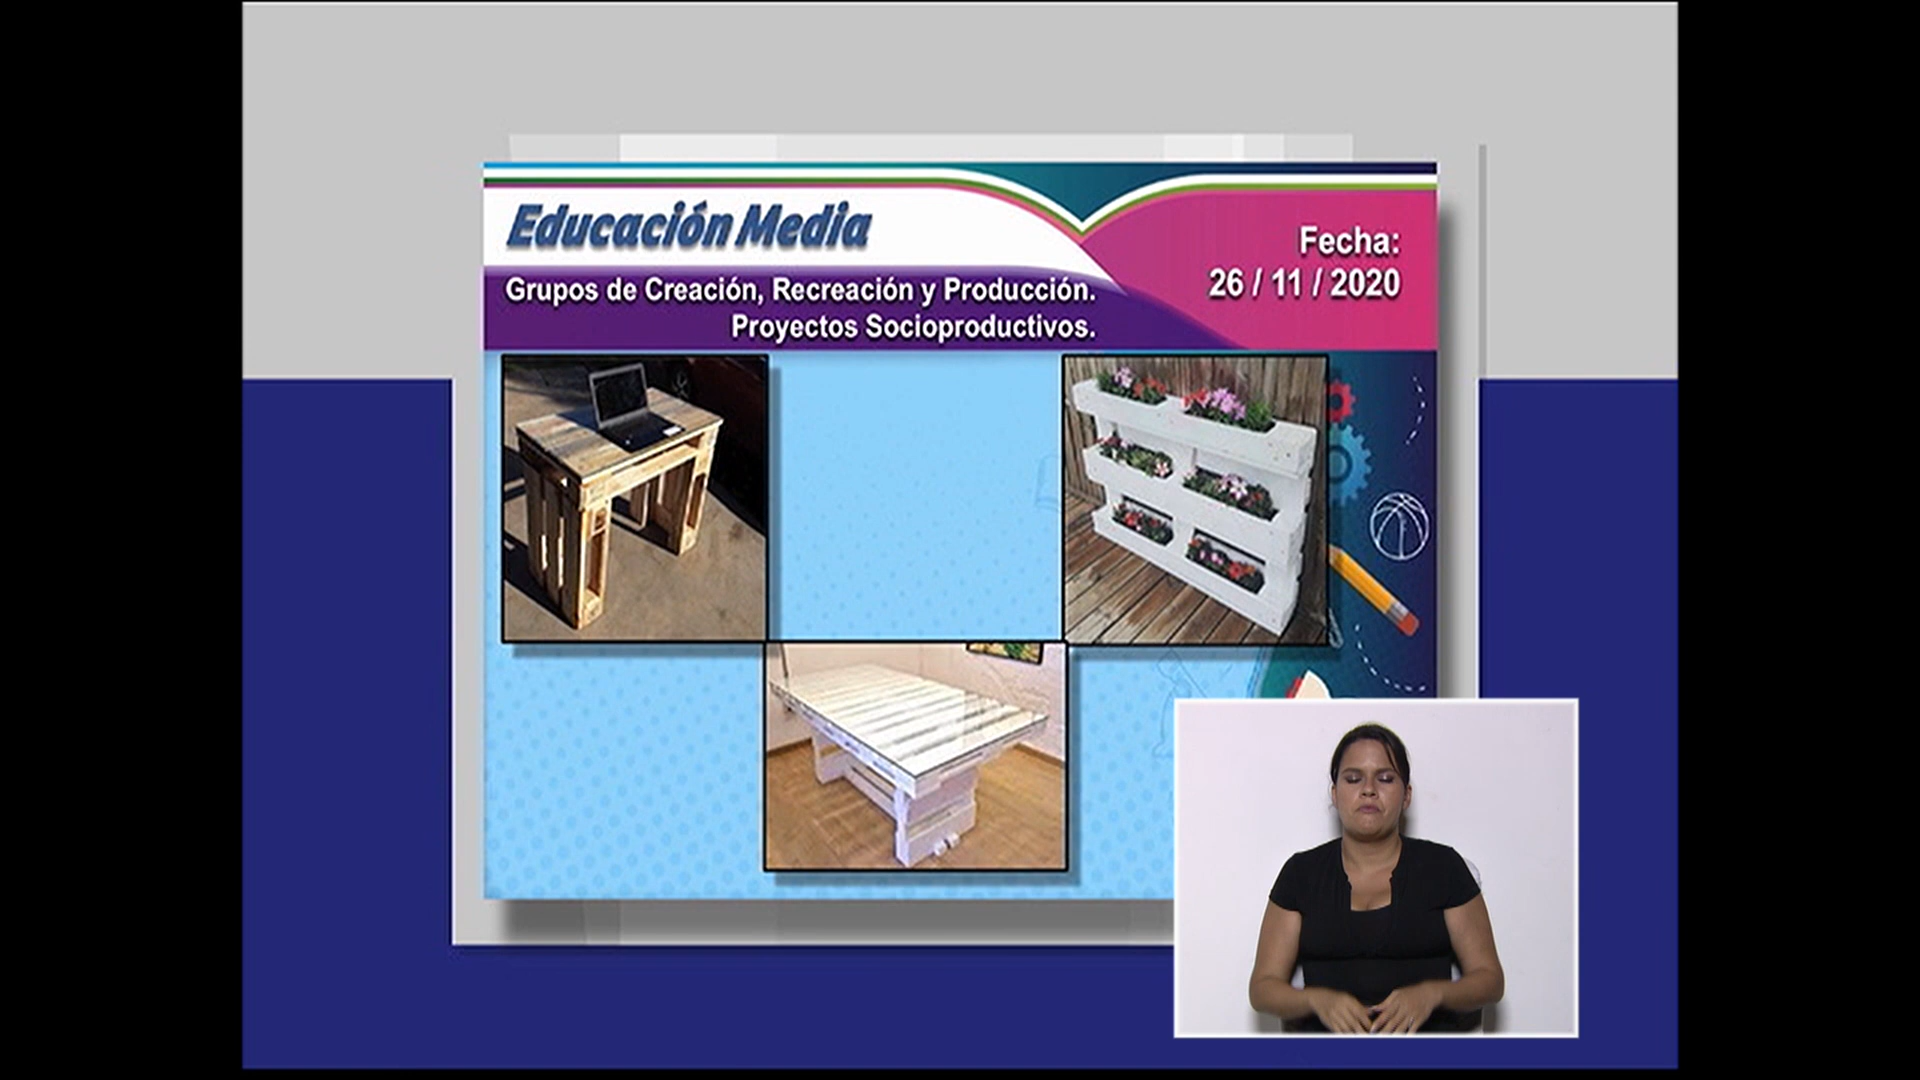 Educación Media
Grupos de Creación, Recreación y Producción.
Proyectos Socioproductivos.
Fecha:
26 / 11 / 2020